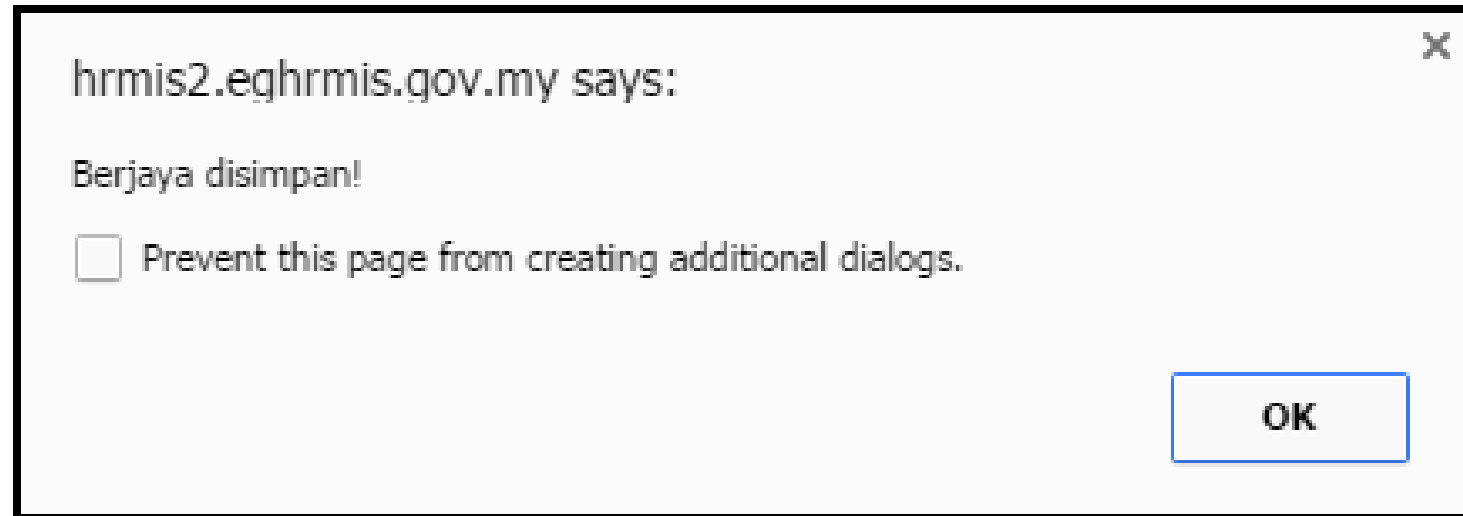 hrmis2.eghrmis.gov.my says:
Berjaya disimpan!
Prevent this page from creating additional dialogs.
OK